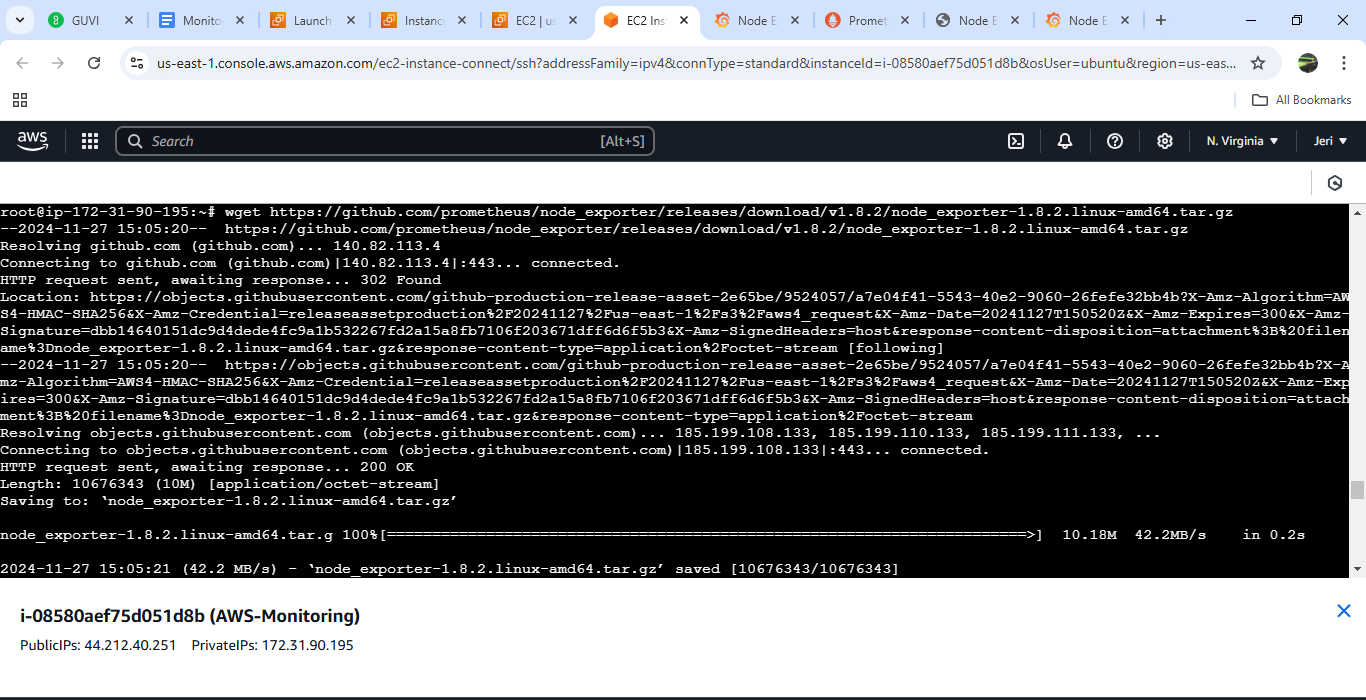 GUVI
Monito
Launch
Instanc
EC2 | us
EC2 Ins
Node E
Promet
Node E
Node E
us-east-1.console.aws.amazon.com/ec2-instance-connect/ssh?addressFamily=ipv4&connType=standard&instanceId=i-08580aef75d051d8b&osUser=ubuntu&region=us-eas...
All Bookmarks
aws
Search
[Alt+S]
N. Virginia
Jeri
root@ip-172-31-90-195:~# wget https://github.com/prometheus/node_exporter/releases/download/v1.8.2/node_exporter-1.8.2.linux-amd64.tar.gz
--2024-11-27 15:05:20--  https://github.com/prometheus/node_exporter/releases/download/v1.8.2/node_exporter-1.8.2.linux-amd64.tar.gz
Resolving github.com (github.com)... 140.82.113.4
Connecting to github.com (github.com)|140.82.113.4|:443... connected.
HTTP request sent, awaiting response... 302 Found
Location: https://objects.githubusercontent.com/github-production-release-asset-2e65be/9524057/a7e04f41-5543-40e2-9060-26fefe32bb4b?X-Amz-Algorithm=AW
S4-HMAC-SHA256&X-Amz-Credential=releaseassetproduction%2F20241127%2Fus-east-1%2Fs3%2Faws4_request&X-Amz-Date=20241127T150520Z&X-Amz-Expires=300&X-Amz-
Signature=dbb14640151dc9d4dede4fc9a1b532267fd2a15a8fb7106f203671dff6d6f5b3&X-Amz-SignedHeaders=host&response-content-disposition=attachment%3B%20filen
ame%3Dnode_exporter-1.8.2.linux-amd64.tar.gz&response-content-type=application%2Foctet-stream [following]
--2024-11-27 15:05:20--  https://objects.githubusercontent.com/github-production-release-asset-2e65be/9524057/a7e04f41-5543-40e2-9060-26fefe32bb4b?X-A
mz-Algorithm=AWS4-HMAC-SHA256&X-Amz-Credential=releaseassetproduction%2F20241127%2Fus-east-1%2Fs3%2Faws4_request&X-Amz-Date=20241127T150520Z&X-Amz-Exp
ires=300&X-Amz-Signature=dbb14640151dc9d4dede4fc9a1b532267fd2a15a8fb7106f203671dff6d6f5b3&X-Amz-SignedHeaders=host&response-content-disposition=attach
ment%3B%20filename%3Dnode_exporter-1.8.2.linux-amd64.tar.gz&response-content-type=application%2Foctet-stream
Resolving objects.githubusercontent.com (objects.githubusercontent.com)... 185.199.108.133, 185.199.110.133, 185.199.111.133, ...
Connecting to objects.githubusercontent.com (objects.githubusercontent.com)|185.199.108.133|:443... connected.
HTTP request sent, awaiting response... 200 OK
Length: 10676343 (10M) [application/octet-stream]
Saving to: ‘node_exporter-1.8.2.linux-amd64.tar.gz’
node_exporter-1.8.2.linux-amd64.tar.g 100%[=======================================================================>]  10.18M  42.2MB/s    in 0.2s
2024-11-27 15:05:21 (42.2 MB/s) - ‘node_exporter-1.8.2.linux-amd64.tar.gz’ saved [10676343/10676343]
i-08580aef75d051d8b (AWS-Monitoring)
PublicIPs: 44.212.40.251 PrivateIPs: 172.31.90.195